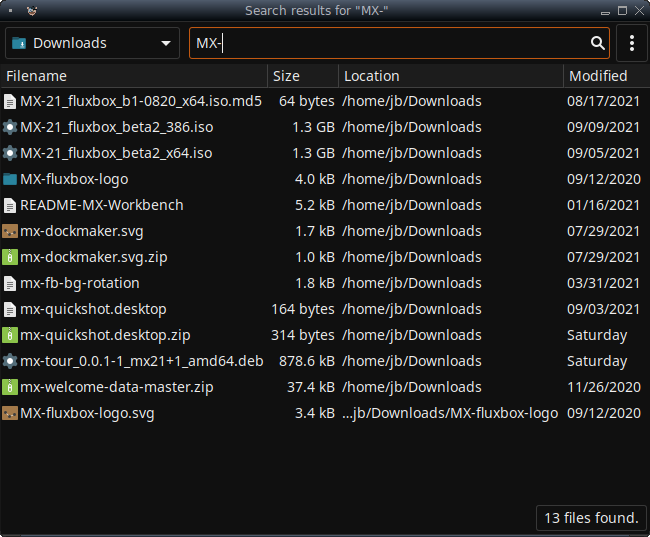 Search results for "MX-"
Downloads MX-
Filename Size Location Modified
MX-21_fluxbox_b1-0820_x64.iso.md5 64 bytes /home/jb/Downloads 08/17/2021
MX-21_fluxbox_beta2_386.iso 1.3 GB /home/jb/Downloads 09/09/2021
MX-21_fluxbox_beta2_x64.iso 1.3 GB /home/jb/Downloads 09/05/2021
MX-fluxbox-logo 4.0 kB /home/jb/Downloads 09/12/2020
README-MX-Workbench 5.2 kB /home/jb/Downloads 01/16/2021
mx-dockmaker.svg 1.7 kB /home/jb/Downloads 07/29/2021
mx-dockmaker.svg.zip 1.0 kB /home/jb/Downloads 07/29/2021
mx-fb-bg-rotation 1.8 kB /home/jb/Downloads 03/31/2021
mx-quickshot.desktop 164 bytes /home/jb/Downloads 09/03/2021
mx-quickshot.desktop.zip 314 bytes /home/jb/Downloads Saturday
mx-tour_0.0.1-1_mx21+1_amd64.deb 878.6 kB /home/jb/Downloads Saturday
mx-welcome-data-master.zip 37.4 kB /home/jb/Downloads 11/26/2020
MX-fluxbox-logo.svg 3.4 kB ...jb/Downloads/MX-fluxbox-logo 09/12/2020
13 files found.